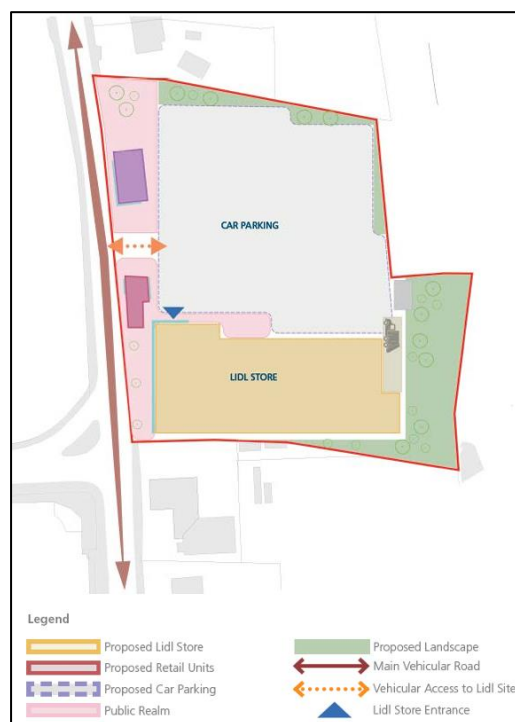 CAR PARKING
LIDL STORE
Legend
Proposed Lidl Store
Proposed Retail Units
Proposed Car Parking
Public Realm
Proposed Landscape
Main Vehicular Road
Vehicular Access to Lidl Site
Lidl Store Entrance